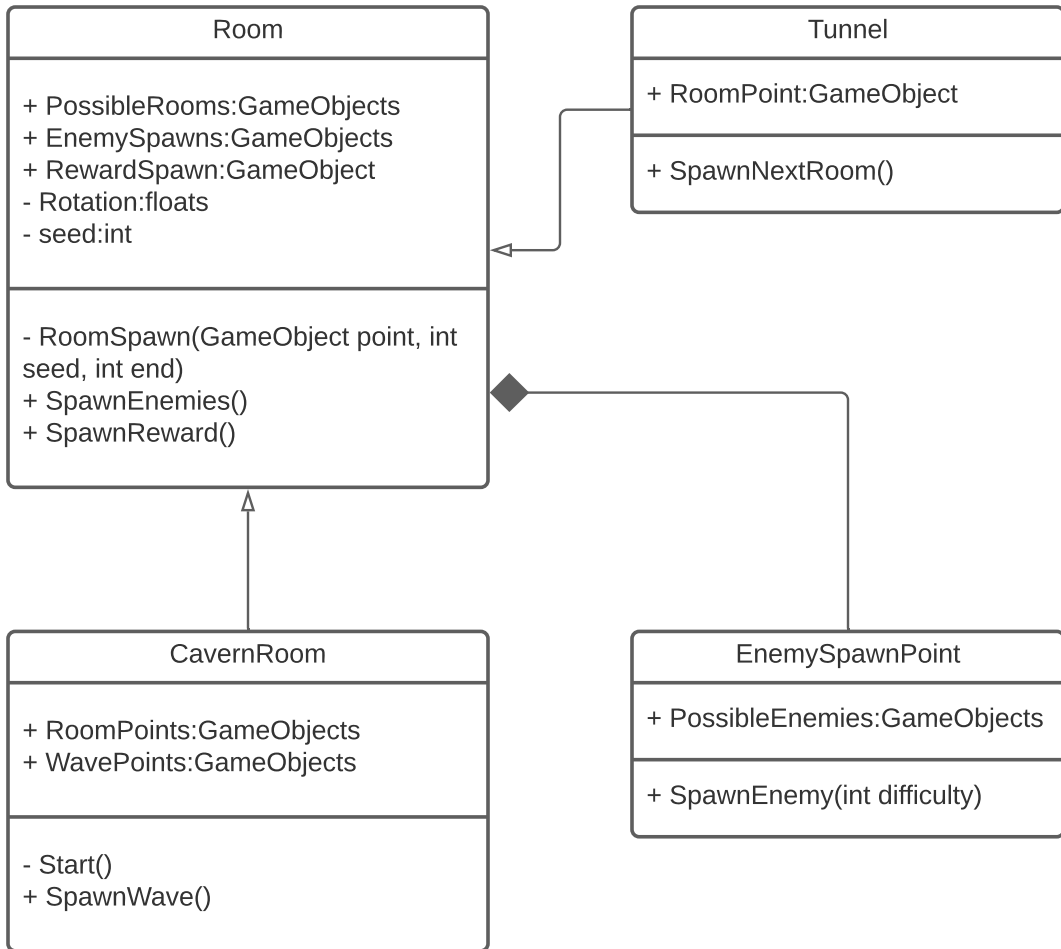 Room
+ PossibleRooms:GameObjects
+ EnemySpawns:GameObjects
+ RewardSpawn:GameObject
- Rotation:floats
- seed:int
- RoomSpawn(GameObject point, int
seed, int end)
+ SpawnEnemies()
+ SpawnReward()
Tunnel
+ RoomPoint:GameObject
+ SpawnNextRoom()
CavernRoom
+ RoomPoints:GameObjects
+ WavePoints:GameObjects
- Start()
+ SpawnWave()
EnemySpawnPoint
+ PossibleEnemies:GameObjects
+ SpawnEnemy(int difficulty)